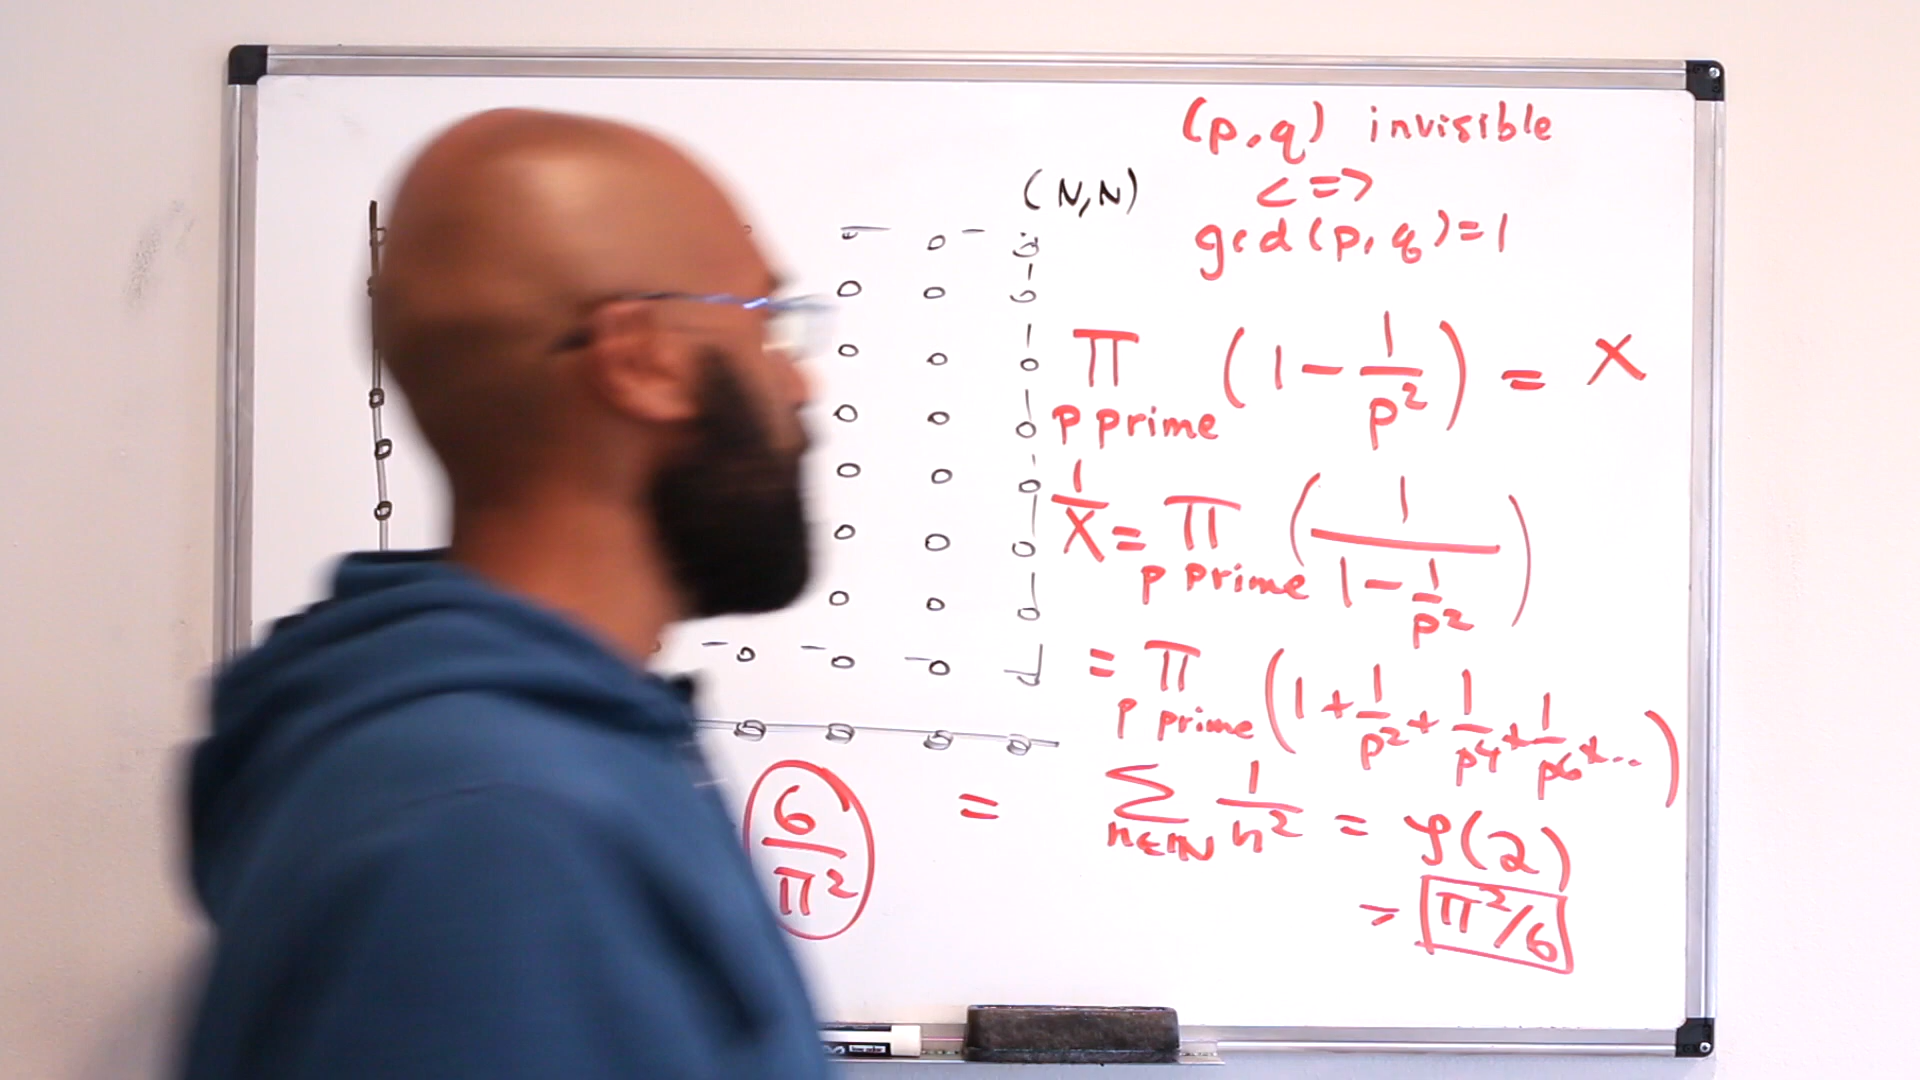 (p,q) invisible
<=>
gcd(p,q)=1
(N,N)
∏ p prime (1 - 1/p²) = X
1/X = ∏ p prime (1/(1 - 1/p²))
= ∏ p prime (1 + 1/p² + 1/p⁴ + 1/p⁶ + ...)
6/π² = ∑ n∈ℕ 1/n² = ζ(2)
= π²/6